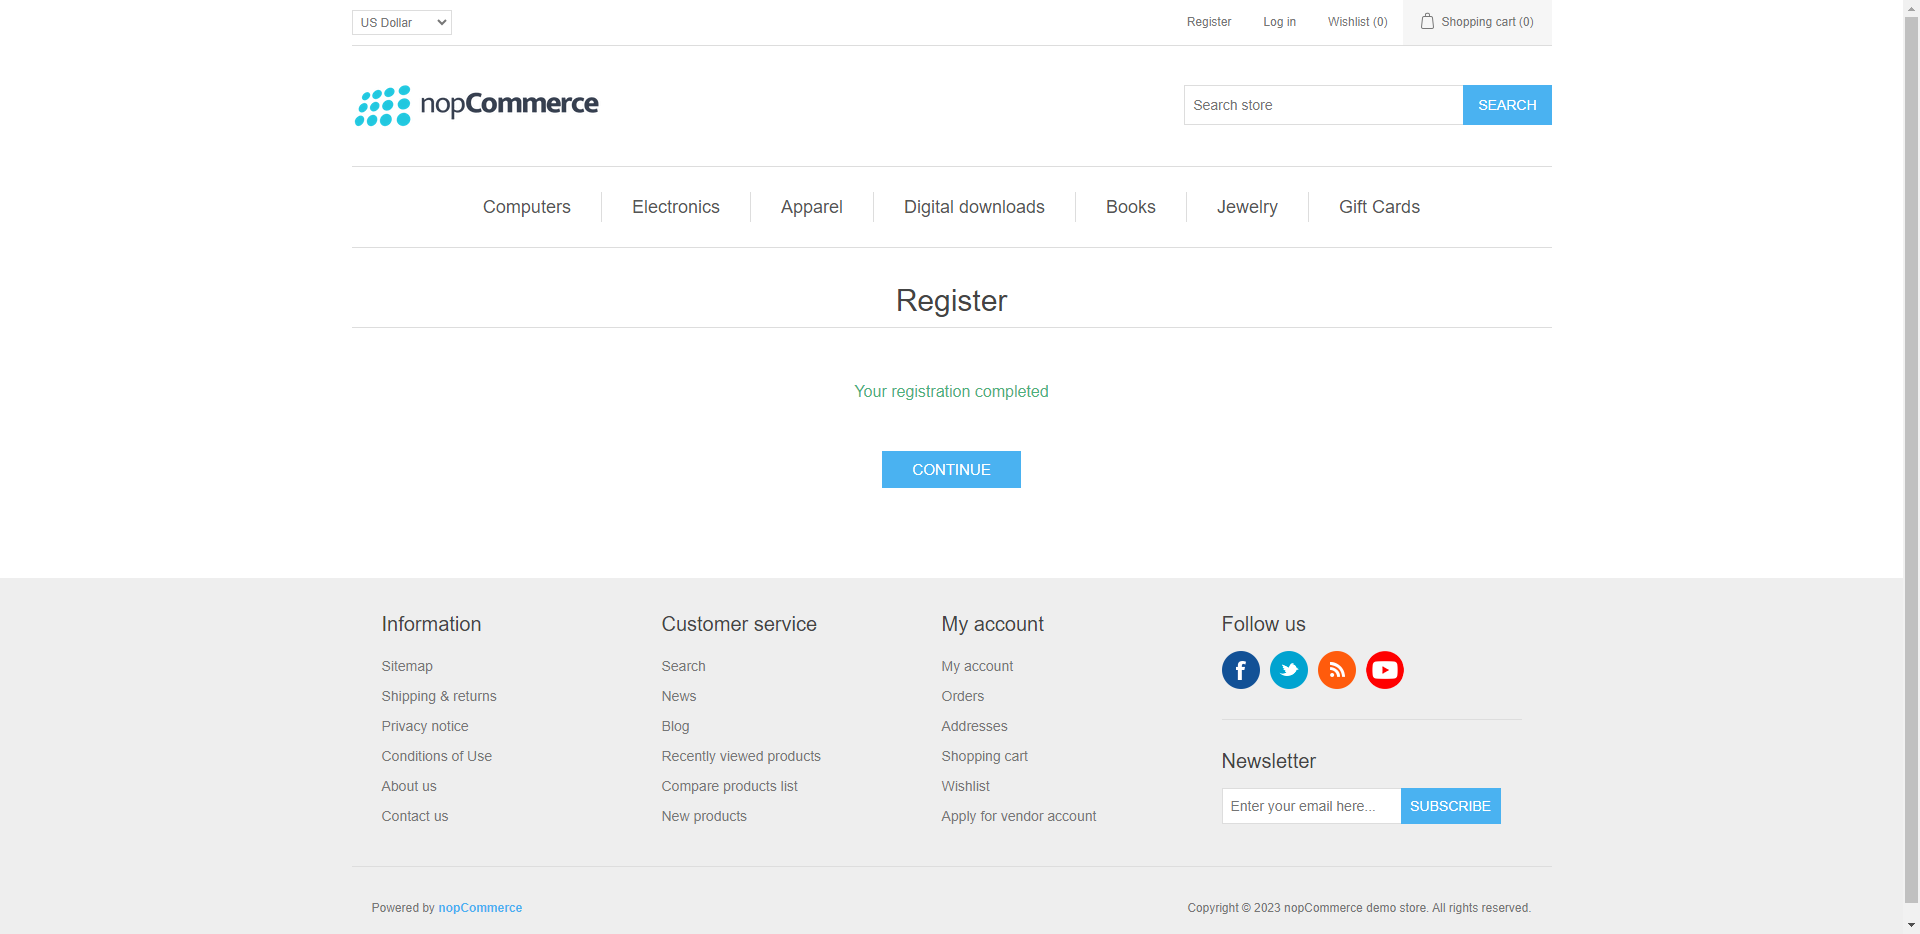 US Dollar
Register
Log in
Wishlist (0)
Shopping cart (0)
nopCommerce
Search store
SEARCH
Computers
Electronics
Apparel
Digital downloads
Books
Jewelry
Gift Cards
Register
Your registration completed
CONTINUE
Information
Sitemap
Shipping & returns
Privacy notice
Conditions of Use
About us
Contact us
Customer service
Search
News
Blog
Recently viewed products
Compare products list
New products
My account
My account
Orders
Addresses
Shopping cart
Wishlist
Apply for vendor account
Follow us
Newsletter
Enter your email here...
SUBSCRIBE
Powered by nopCommerce
Copyright © 2023 nopCommerce demo store. All rights reserved.